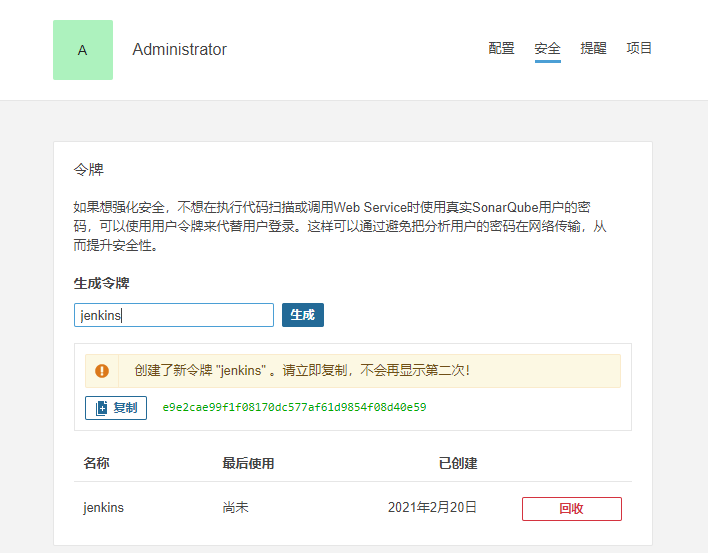 A
Administrator
配置 安全 提醒 项目
令牌
如果想强化安全，不想在执行代码扫描或调用Web Service时使用真实SonarQube用户的密
码，可以使用用户令牌来代替用户登录。这样可以通过避免把分析用户的密码在网络传输，从
而提升安全性。
生成令牌
jenkins 生成
创建了新令牌 "jenkins" 。请立即复制，不会再显示第二次！
复制 e9e2cae99f1f08170dc577af61d9854f08d40e59
名称 最后使用 已创建
jenkins 尚未 2021年2月20日 回收